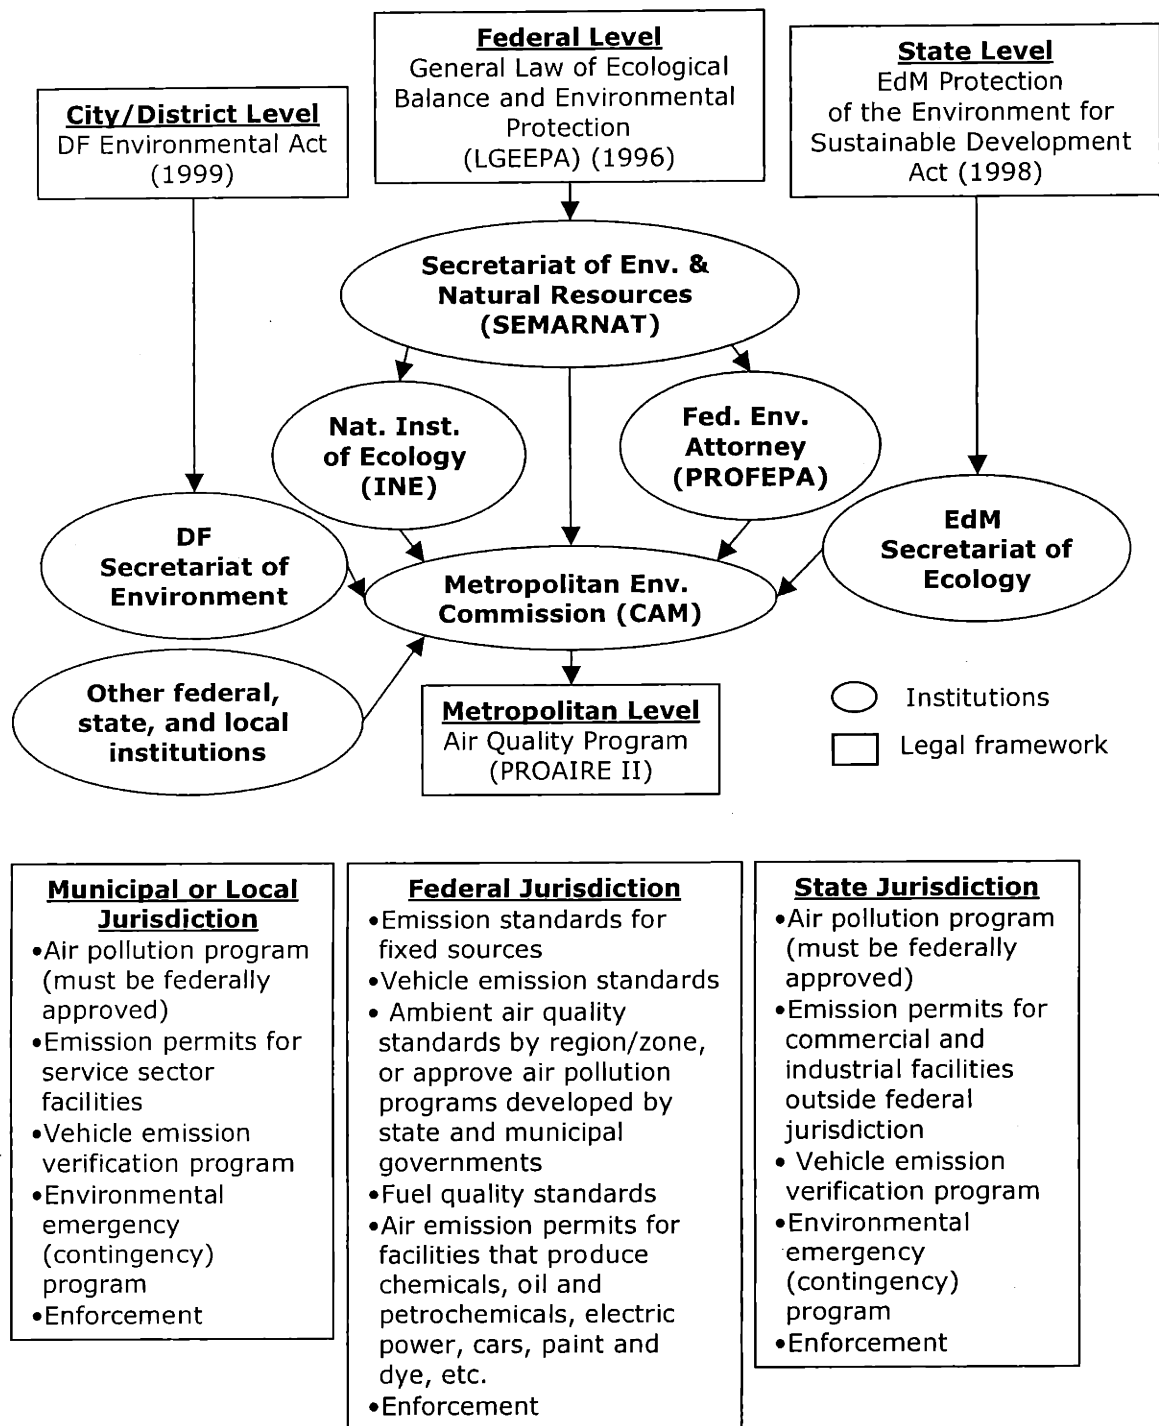 City/District Level
DF Environmental Act
(1999)
Federal Level
General Law of Ecological
Balance and Environmental
Protection
(LGEEPA) (1996)
State Level
EdM Protection
of the Environment for
Sustainable Development
Act (1998)
Secretariat of Env. &
Natural Resources
(SEMARNAT)
Nat. Inst.
of Ecology
(INE)
Fed. Env.
Attorney
(PROFEPA)
DF
Secretariat of
Environment
Metropolitan Env.
Commission (CAM)
EdM
Secretariat of
Ecology
Other federal,
state, and local
institutions
Metropolitan Level
Air Quality Program
(PROAIRE II)
Institutions
Legal framework
Municipal or Local
Jurisdiction
•Air pollution program
(must be federally
approved)
•Emission permits for
service sector
facilities
•Vehicle emission
verification program
•Environmental
emergency
(contingency)
program
•Enforcement
Federal Jurisdiction
•Emission standards for
fixed sources
•Vehicle emission standards
• Ambient air quality
standards by region/zone,
or approve air pollution
programs developed by
state and municipal
governments
•Fuel quality standards
•Air emission permits for
facilities that produce
chemicals, oil and
petrochemicals, electric
power, cars, paint and
dye, etc.
•Enforcement
State Jurisdiction
•Air pollution program
(must be federally
approved)
•Emission permits for
commercial and
industrial facilities
outside federal
jurisdiction
• Vehicle emission
verification program
•Environmental
emergency
(contingency)
program
•Enforcement